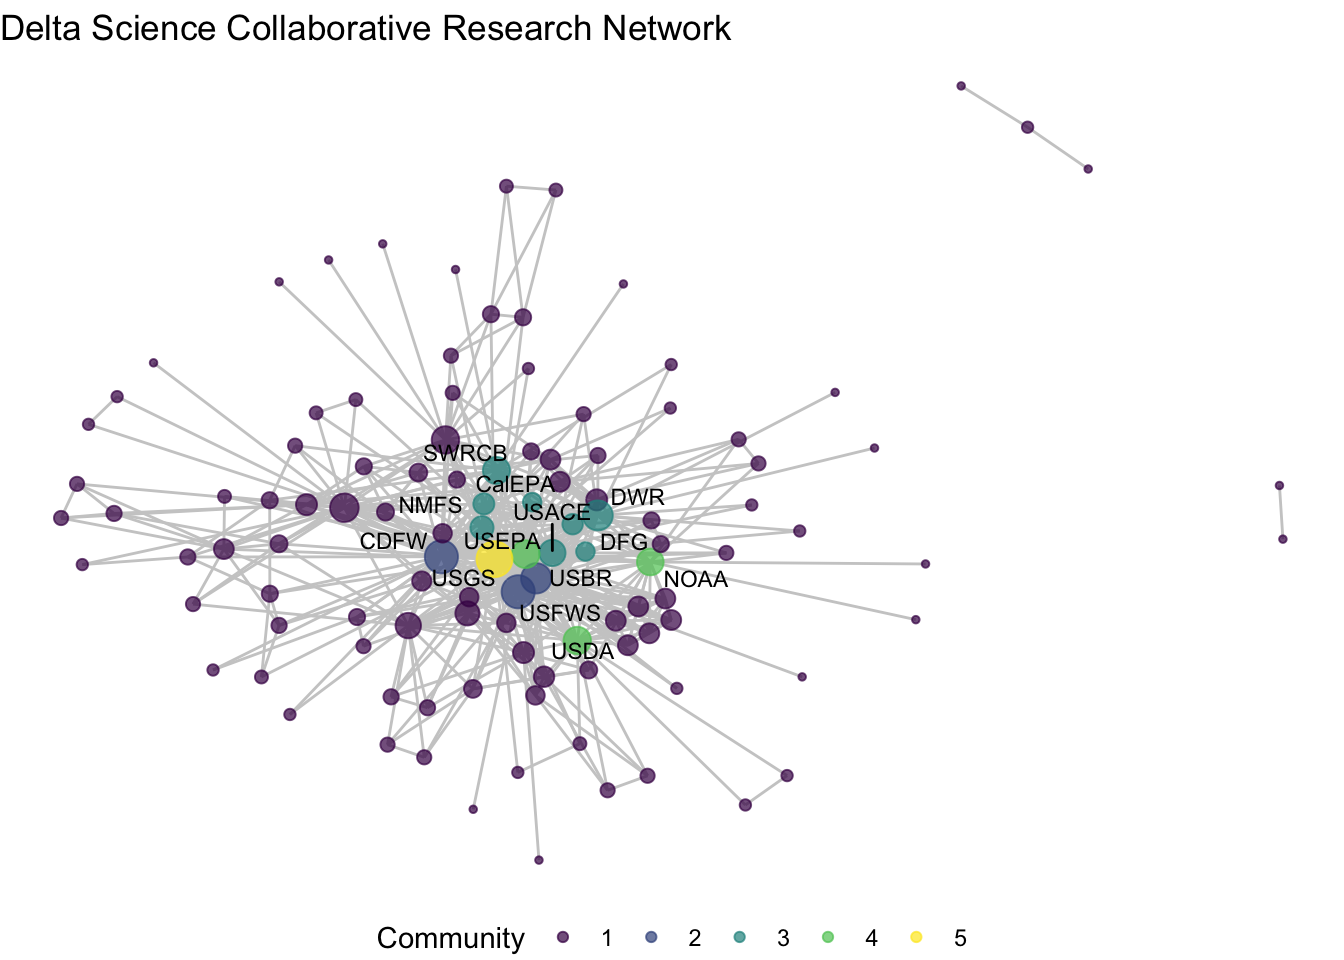 Delta Science Collaborative Research Network
SWRCB
CalEPA
NMFS
DWR
USACE
CDFW
USEPA
DFG
USGS
USBR
NOAA
USFWS
USDA
Community 1 2 3 4 5